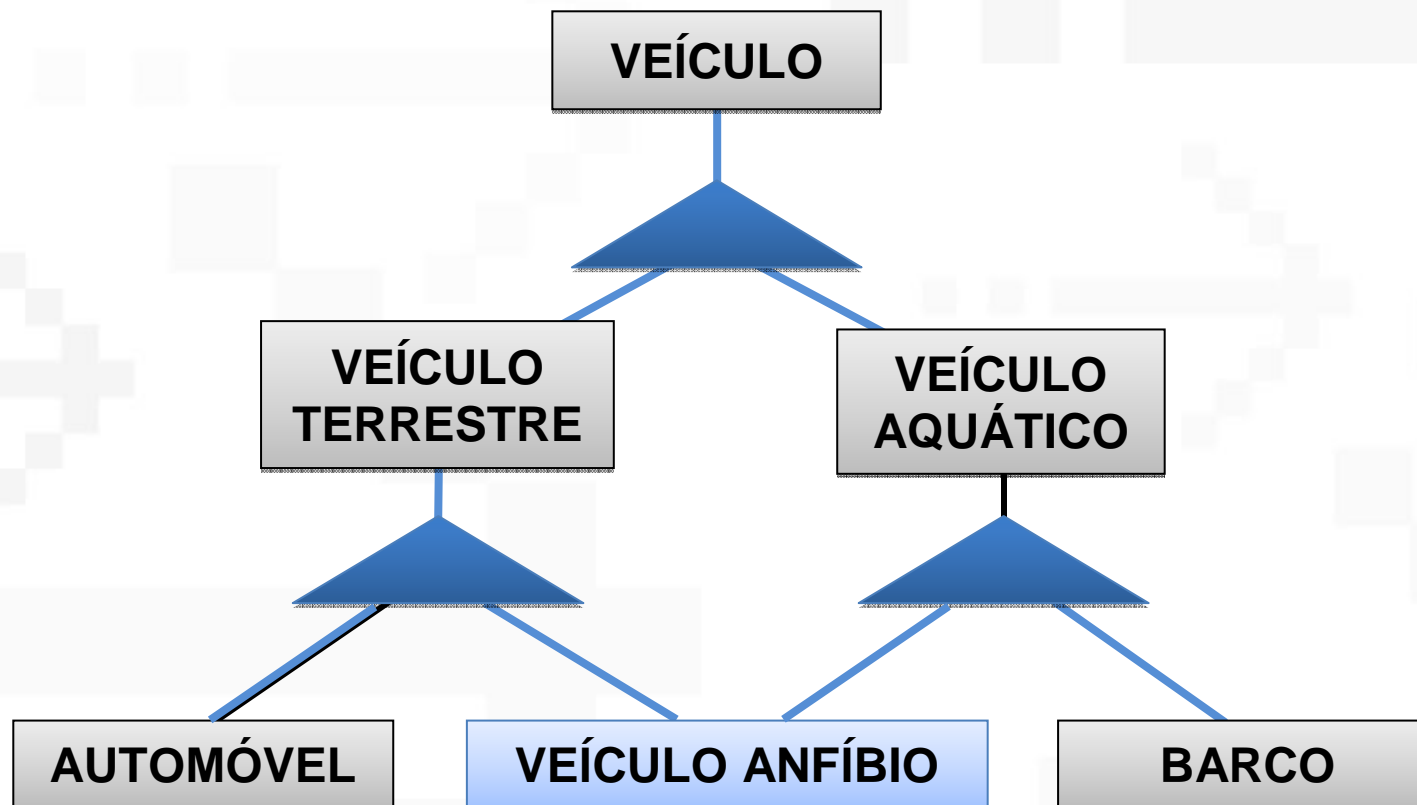 VEÍCULO
VEÍCULO
TERRESTRE
VEÍCULO
AQUÁTICO
AUTOMÓVEL
VEÍCULO ANFÍBIO
BARCO